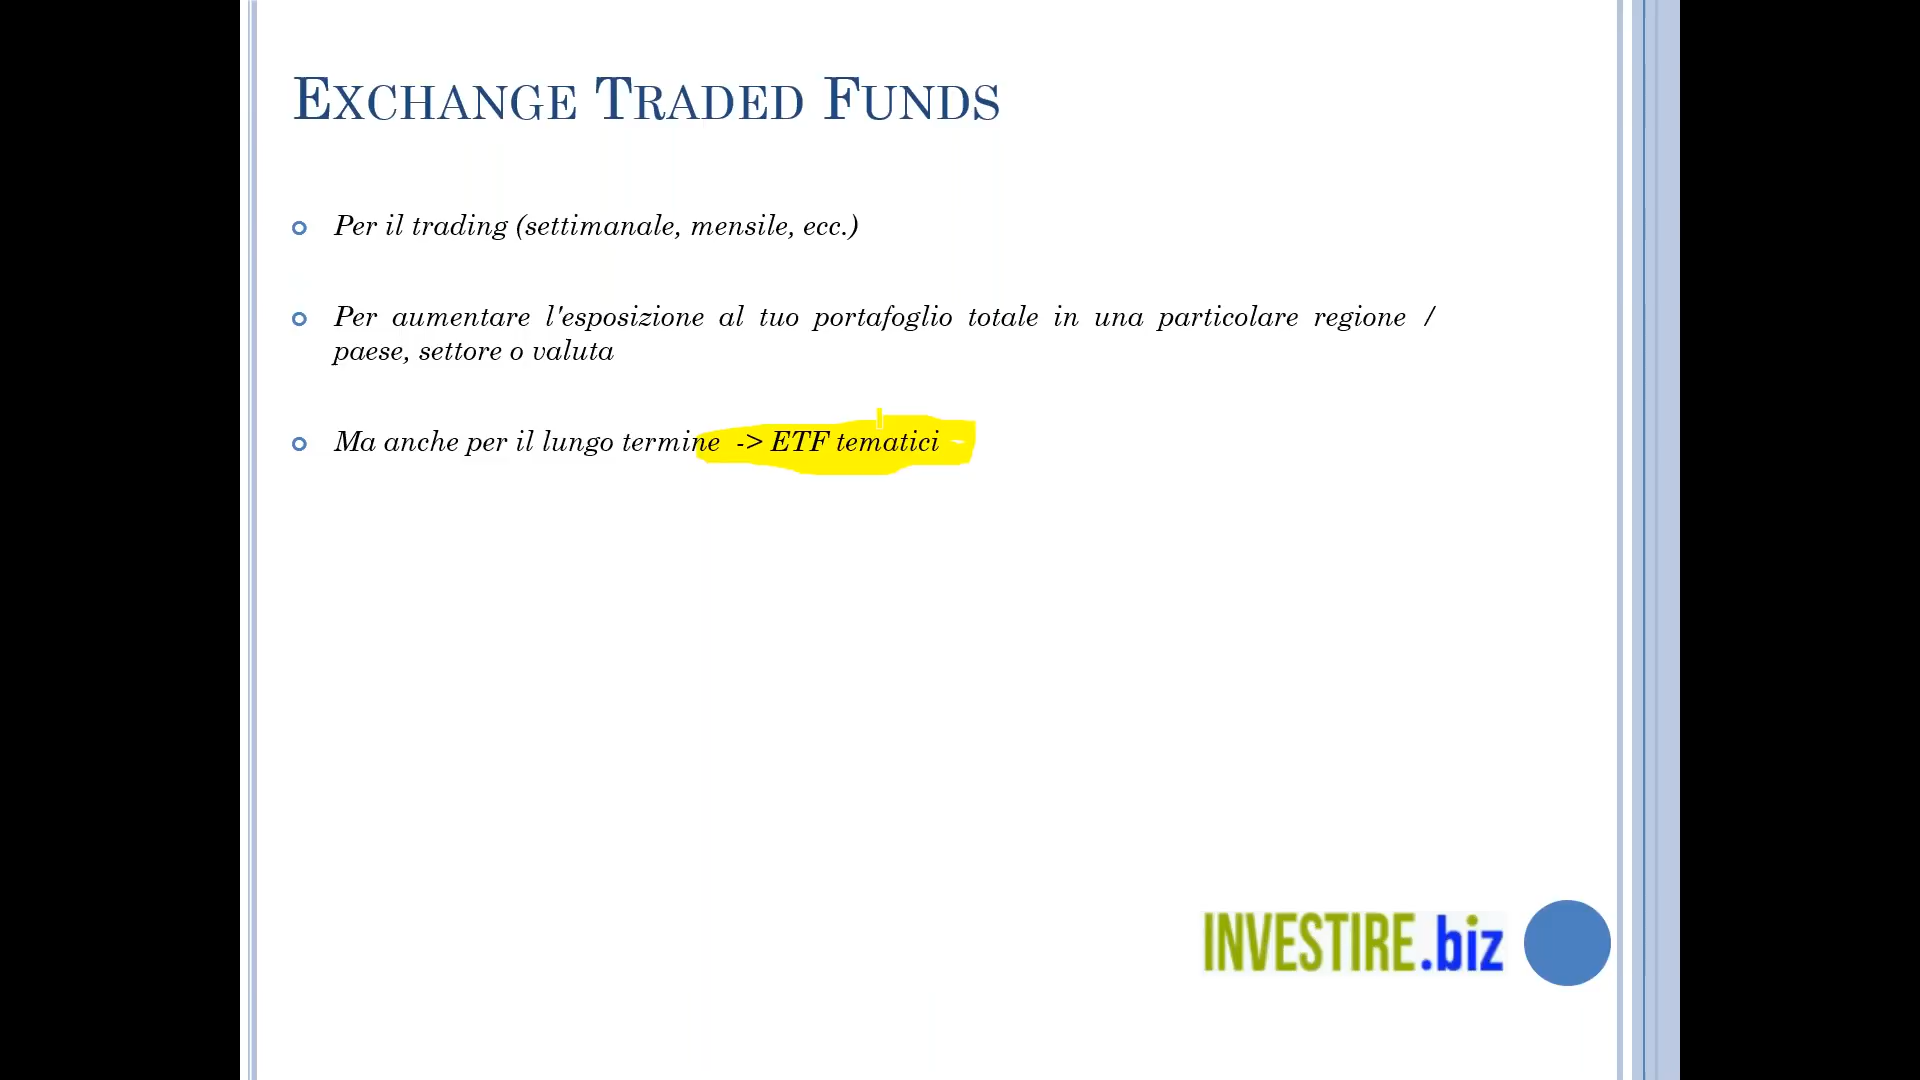 EXCHANGE TRADED FUNDS
Per il trading (settimanale, mensile, ecc.)
Per aumentare l'esposizione al tuo portafoglio totale in una particolare regione /
paese, settore o valuta
Ma anche per il lungo termine -> ETF tematici
INVESTIRE.biz